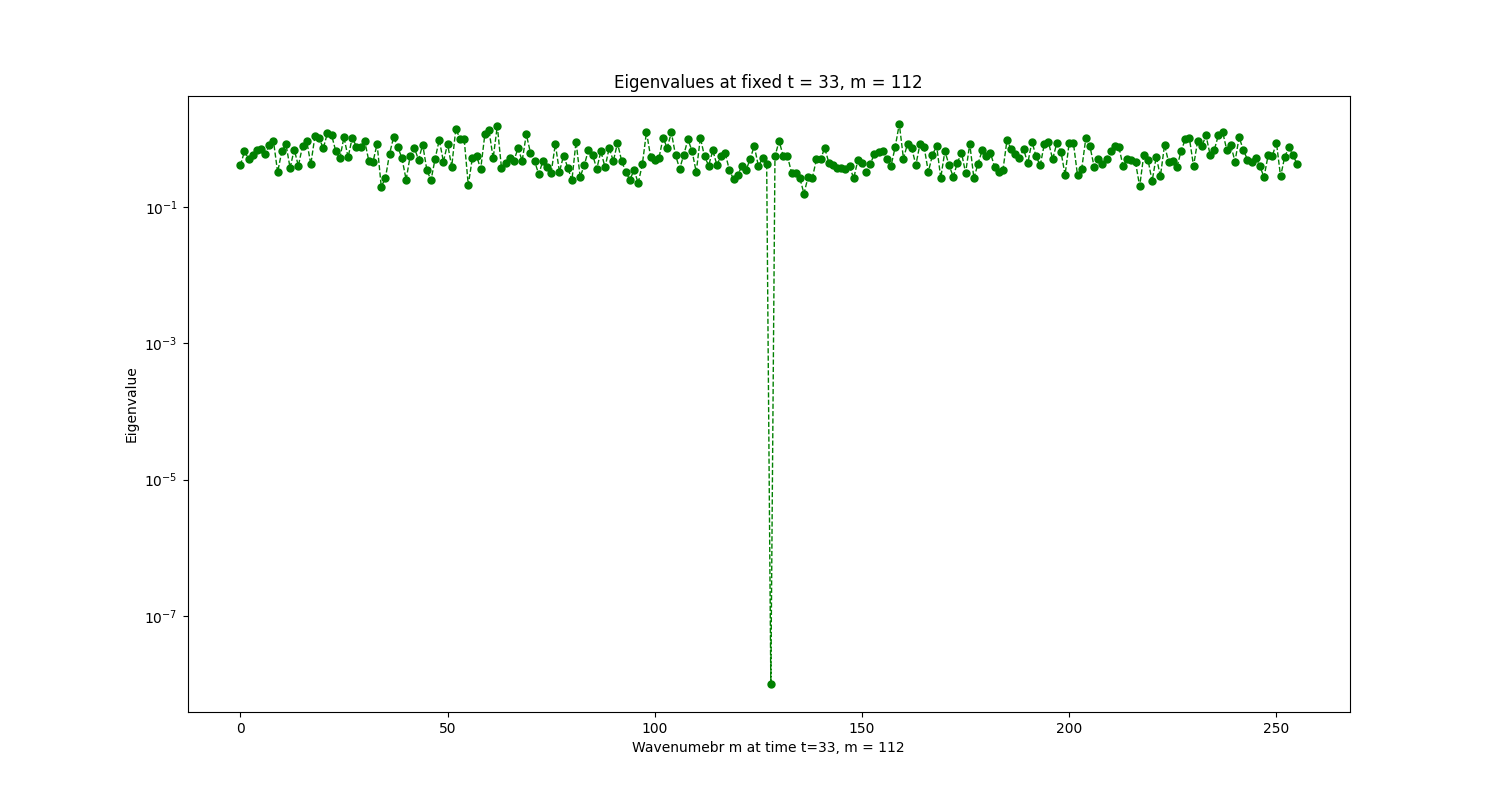 Eigenvalues at fixed t = 33, m = 112
10⁻¹
10⁻³
10⁻⁵
10⁻⁷
Eigenvalue
0 50 100 150 200 250
Wavenumebr m at time t=33, m = 112